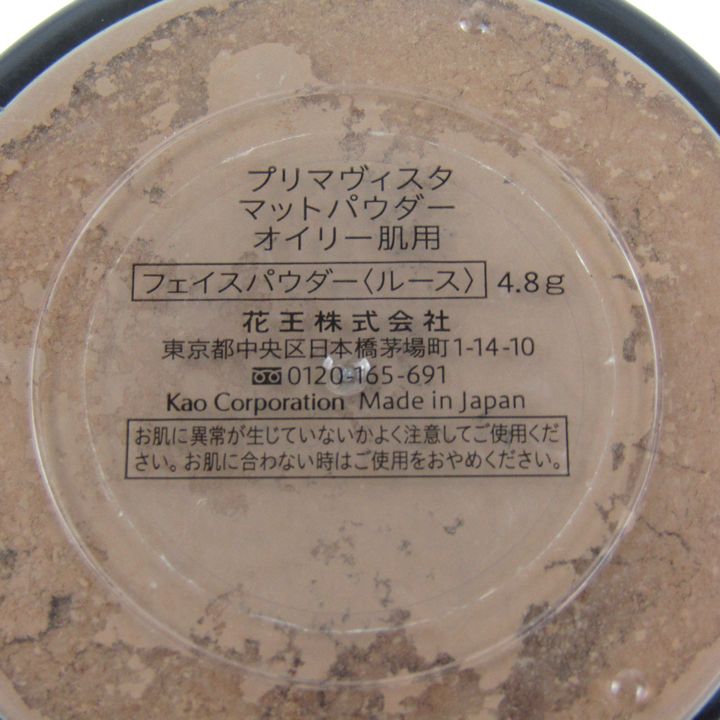 プリマヴィスタ
マットパウダー
オイリー肌用
フェイスパウダー〈ルース〉 4.8g
花王株式会社
東京都中央区日本橋茅場町1-14-10
0120-165-691
Kao Corporation Made in Japan
お肌に異常が生じていないかよく注意してご使用くだ
さい。お肌に合わない時はご使用をおやめください。